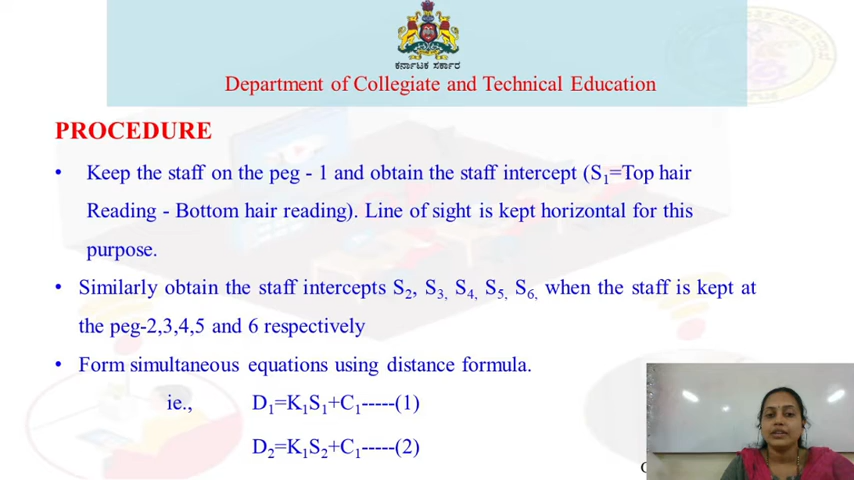 ಕರ್ನಾಟಕ ಸರ್ಕಾರ
Department of Collegiate and Technical Education
PROCEDURE
• Keep the staff on the peg - 1 and obtain the staff intercept (S₁=Top hair
Reading - Bottom hair reading). Line of sight is kept horizontal for this
purpose.
• Similarly obtain the staff intercepts S₂, S₃, S₄, S₅, S₆, when the staff is kept at
the peg-2,3,4,5 and 6 respectively
• Form simultaneous equations using distance formula.
ie., D₁=K₁S₁+C₁-----(1)
D₂=K₁S₂+C₁-----(2)